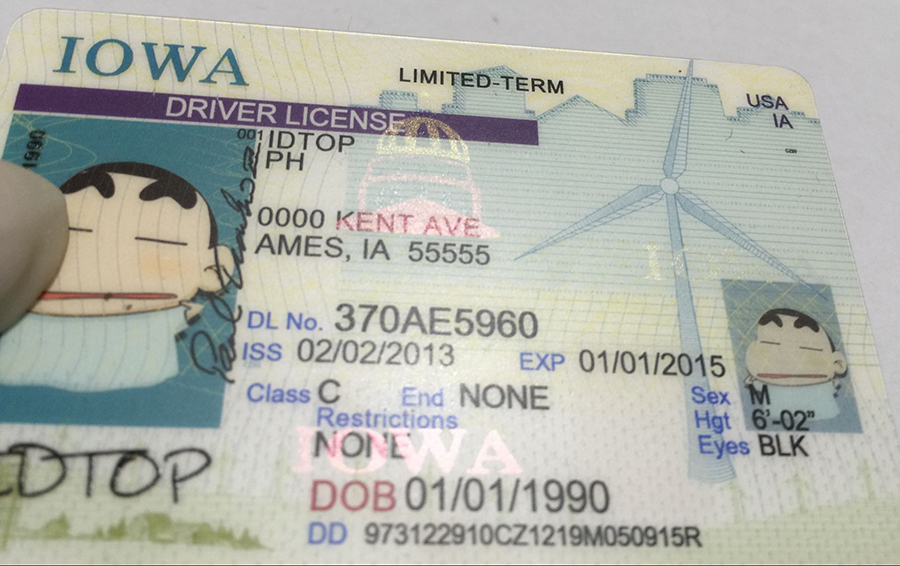 IOWA
LIMITED-TERM
USA
IA
DRIVER LICENSE
1990
001 IDTOP
PH
0000 KENT AVE
AMES, IA 55555
DL No. 370AE5960
ISS 02/02/2013 EXP 01/01/2015
Class C End NONE
Sex M
Restrictions
Hgt 6'-02"
NONE
Eyes BLK
IOWA
IDTOP
DOB 01/01/1990
DD 973122910CZ1219M050915R